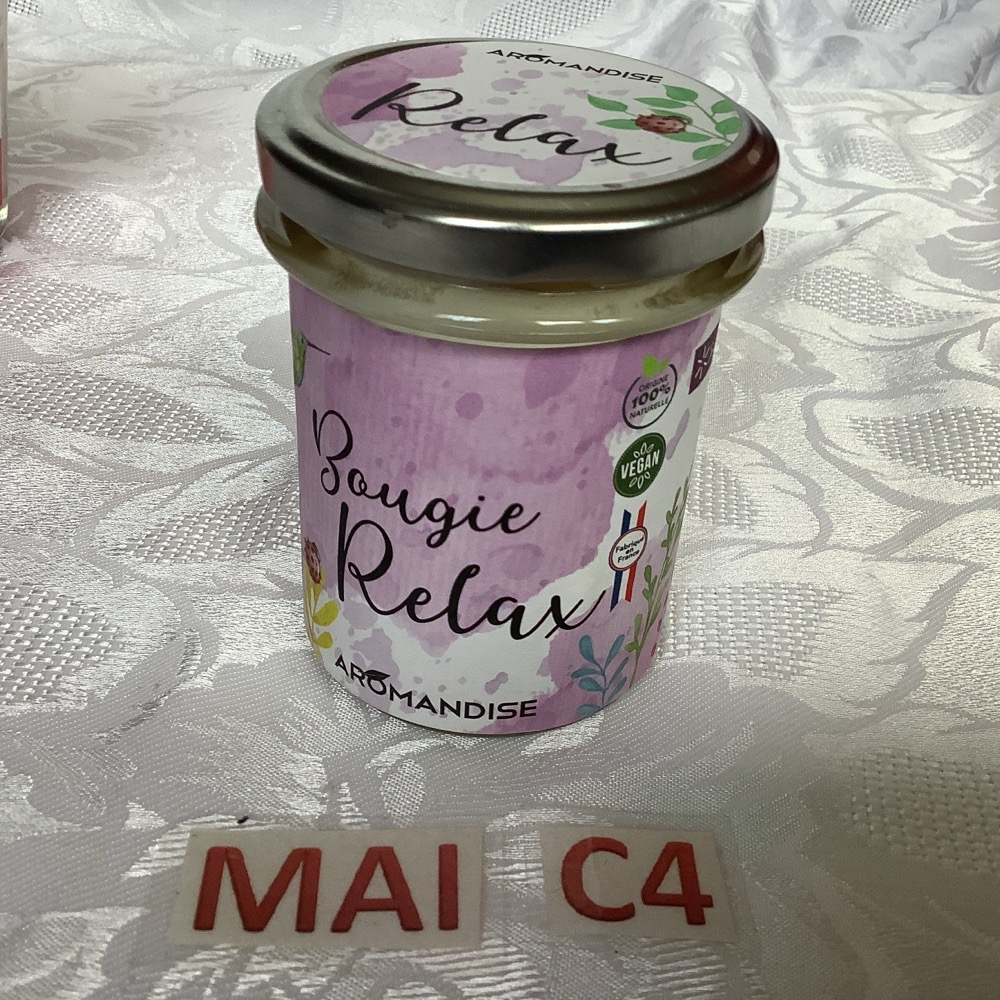 AROMANDISE
Relax
ORIGINE
100%
NATURELLE
VEGAN
Bougie
Relax
Fabriqué
en
France
AROMANDISE
MAI C4